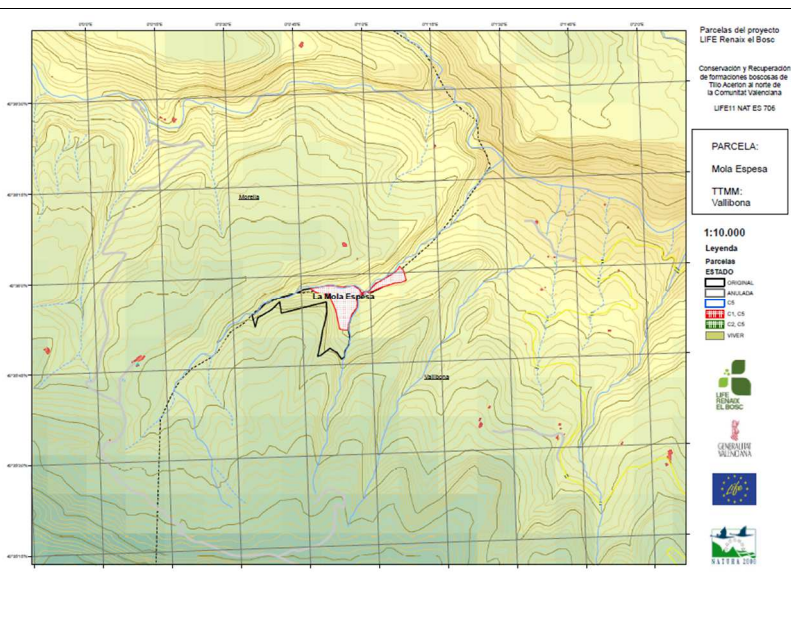 Parcelas del proyecto
LIFE Renaix el Bosc
Conservación y Recuperación
de formaciones boscosas de
Tilio Acerion al norte de
la Comunitat Valenciana
LIFE11 NAT ES 706
PARCELA:
Mola Espesa
TTMM:
Vallibona
1:10.000
Leyenda
Parcelas
ESTADO
ORIGINAL
ANULADA
C5
C1, C5
C2, C5
VIVER
Morella
La Mola Espesa
Vallibona
LIFE
RENAIX
EL BOSC
GENERALITAT
VALENCIANA
Life
NATURA 2000